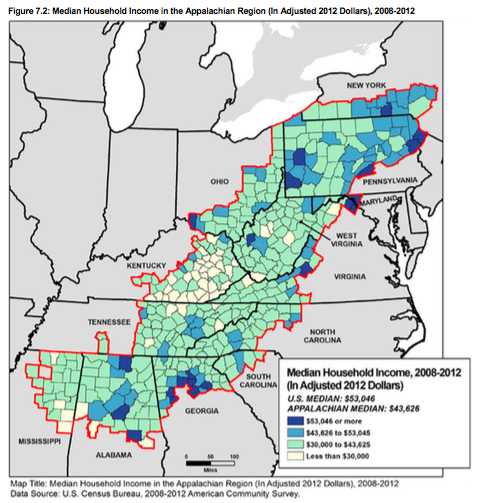 Figure 7.2: Median Household Income in the Appalachian Region (In Adjusted 2012 Dollars), 2008-2012
NEW YORK
PENNSYLVANIA
OHIO
MARYLAND
WEST
VIRGINIA
KENTUCKY
VIRGINIA
TENNESSEE
NORTH
CAROLINA
SOUTH
CAROLINA
GEORGIA
MISSISSIPPI
ALABAMA
Median Household Income, 2008-2012
(In Adjusted 2012 Dollars)
U.S. MEDIAN: $53,046
APPALACHIAN MEDIAN: $43,626
$53,046 or more
$43,626 to $53,045
$30,000 to $43,625
Less than $30,000
0 50 100
Miles
Map Title: Median Household Income in the Appalachian Region (In Adjusted 2012 Dollars), 2008-2012
Data Source: U.S. Census Bureau, 2008-2012 American Community Survey.